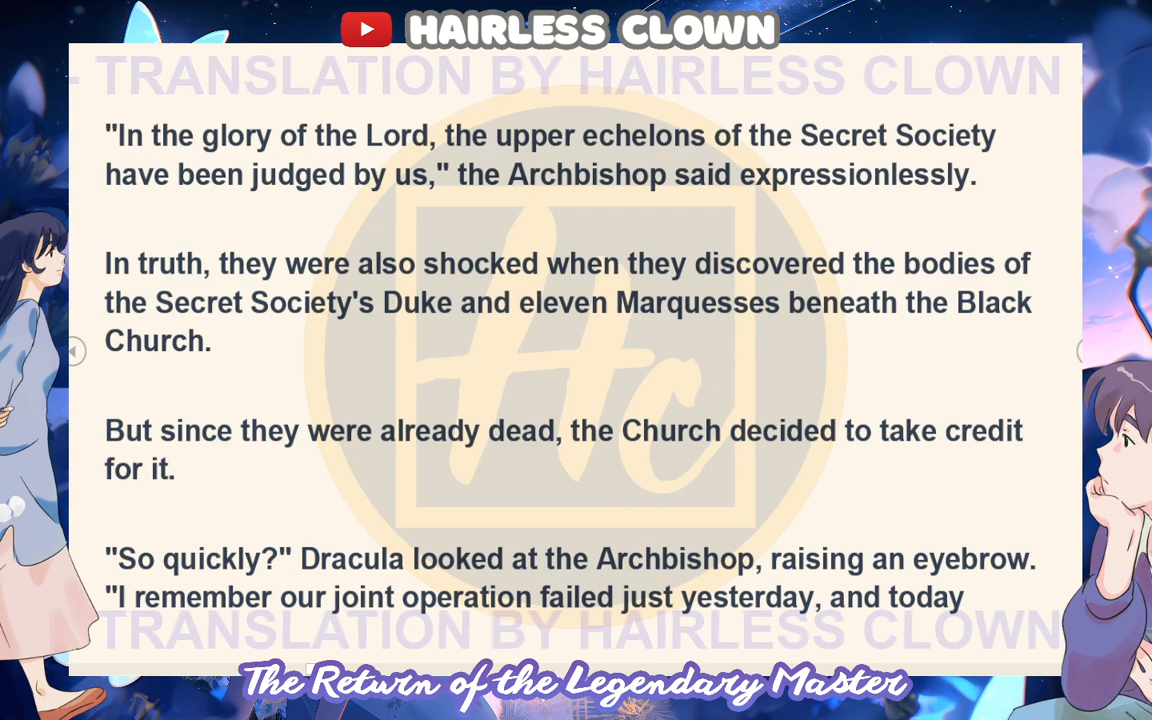 HAIRLESS CLOWN
- TRANSLATION BY HAIRLESS CLOWN -
"In the glory of the Lord, the upper echelons of the Secret Society
have been judged by us," the Archbishop said expressionlessly.
In truth, they were also shocked when they discovered the bodies of
the Secret Society's Duke and eleven Marquesses beneath the Black
Church.
Hc
But since they were already dead, the Church decided to take credit
for it.
"So quickly?" Dracula looked at the Archbishop, raising an eyebrow.
"I remember our joint operation failed just yesterday, and today
TRANSLATION BY HAIRLESS CLOWN
The Return of the Legendary Master